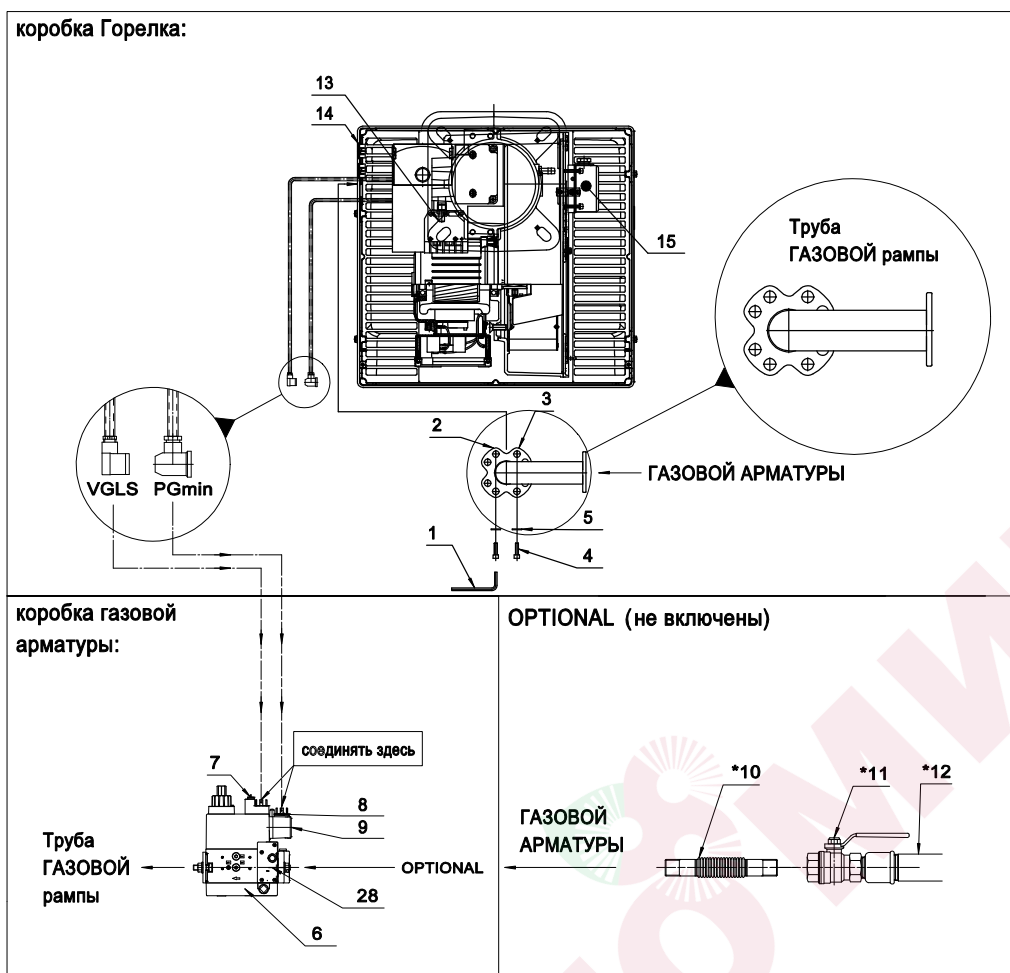 коробка Горелка:
13
14
15
Труба
ГАЗОВОЙ рампы
2
3
ГАЗОВОЙ АРМАТУРЫ
VGLS PGmin
5
1
4
коробка газовой
арматуры:
OPTIONAL (не включены)
соединять здесь
7
8
9
Труба
ГАЗОВОЙ
рампы
OPTIONAL
28
6
ГАЗОВОЙ
АРМАТУРЫ
*10
*11
*12